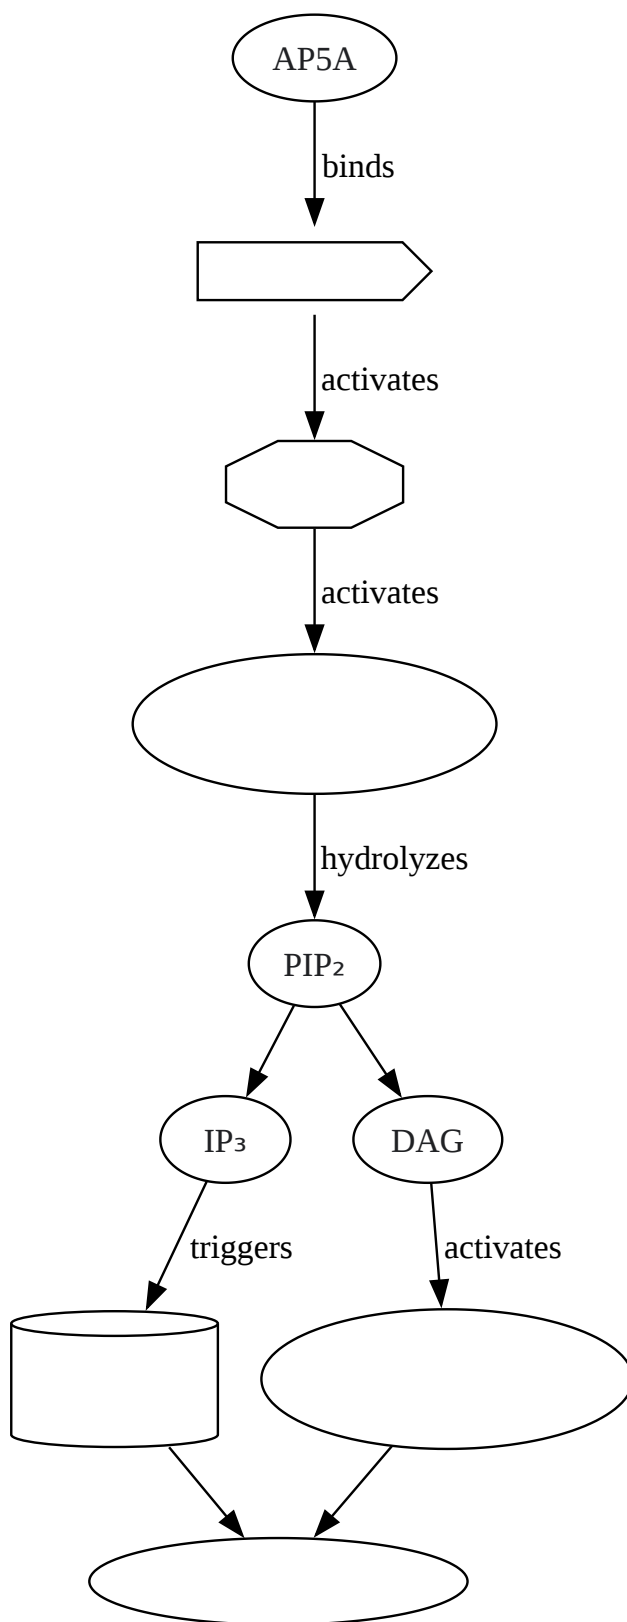 AP5A
binds
activates
activates
hydrolyzes
PIP₂
IP₃
DAG
triggers
activates